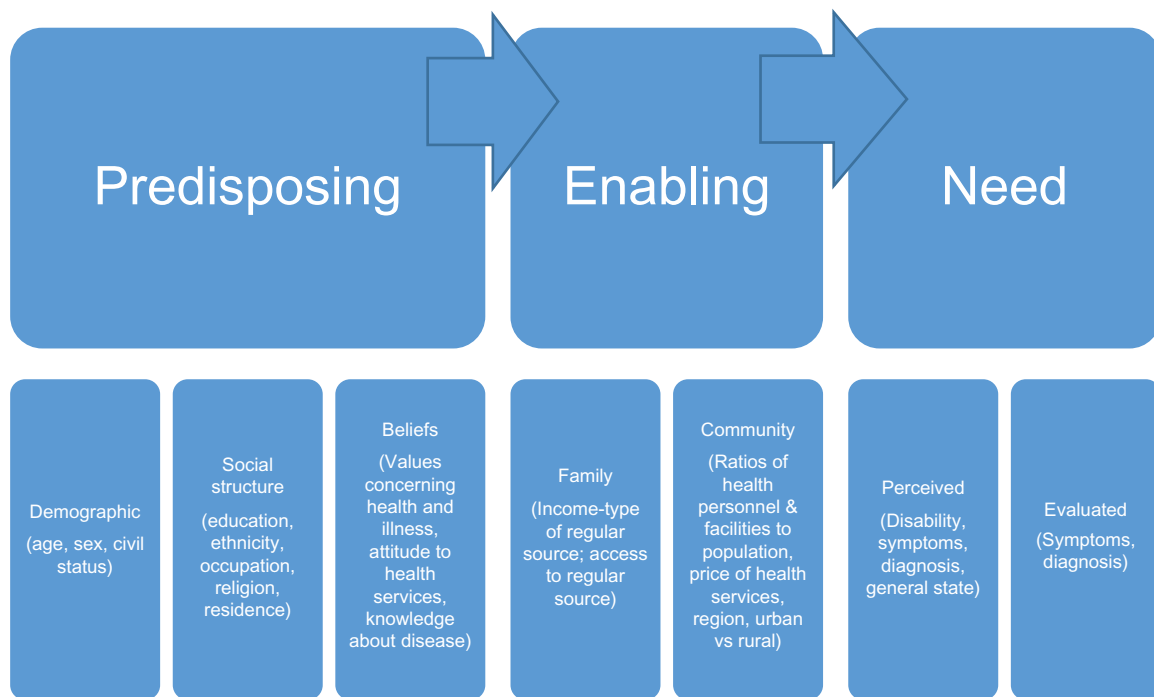 Predisposing
Enabling
Need
Demographic
(age, sex, civil
status)
Social
structure
(education,
ethnicity,
occupation,
religion,
residence)
Beliefs
(Values
concerning
health and
illness,
attitude to
health
services,
knowledge
about disease)
Family
(Income-type
of regular
source; access
to regular
source)
Community
(Ratios of
health
personnel &
facilities to
population,
price of health
services,
region, urban
vs rural)
Perceived
(Disability,
symptoms,
diagnosis,
general state)
Evaluated
(Symptoms,
diagnosis)